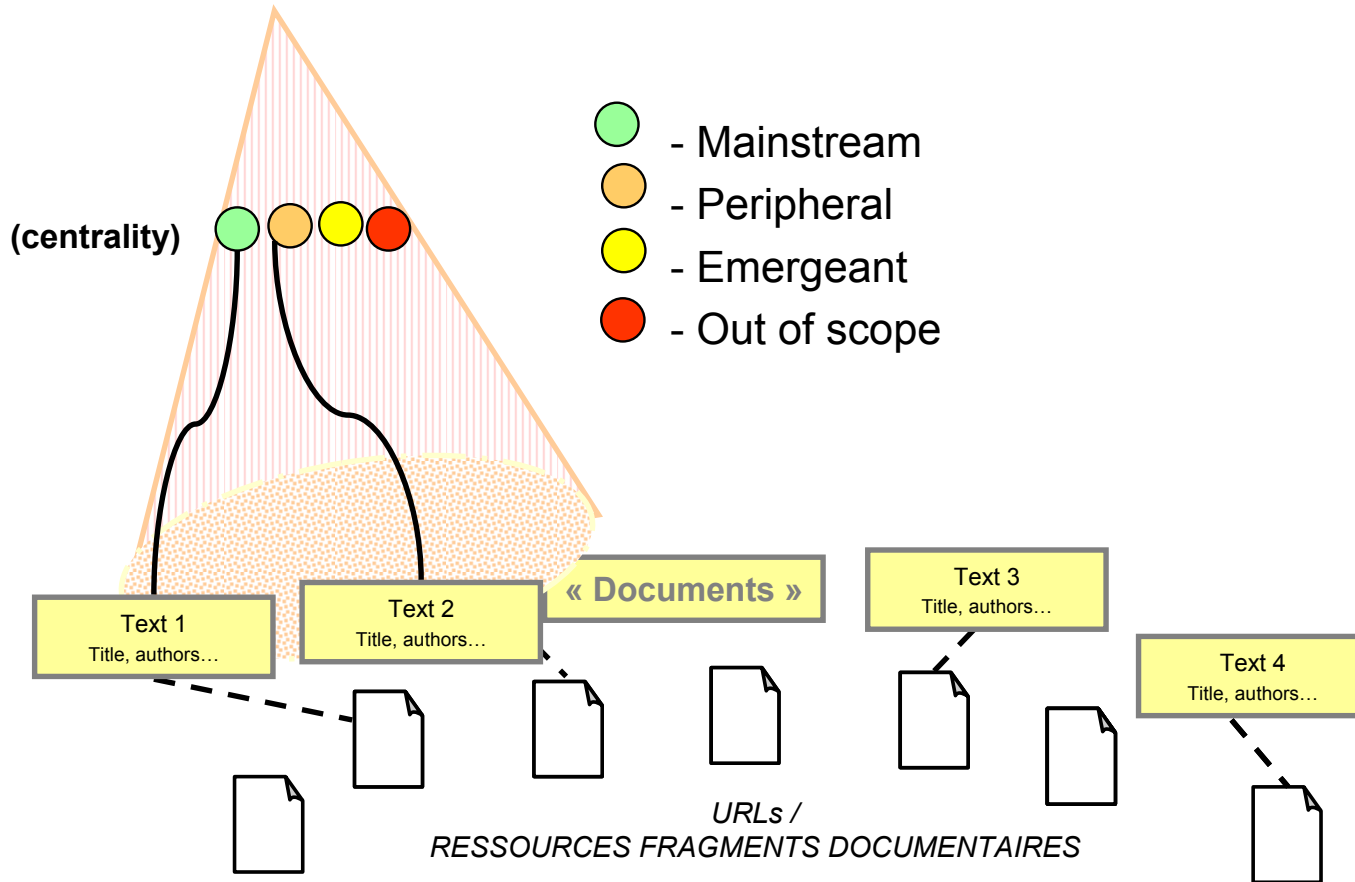 - Mainstream
- Peripheral
(centrality)
- Emergeant
- Out of scope
« Documents »
Text 1
Title, authors…
Text 2
Title, authors…
Text 3
Title, authors…
Text 4
Title, authors…
URLs /
RESSOURCES FRAGMENTS DOCUMENTAIRES